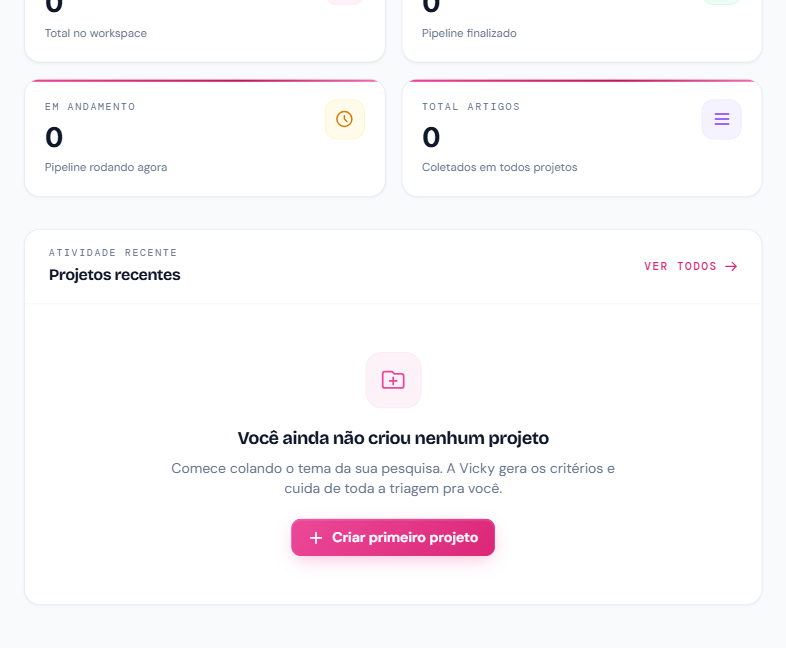 0
0
Total no workspace
Pipeline finalizado
EM ANDAMENTO
0
Pipeline rodando agora
TOTAL ARTIGOS
0
Coletados em todos projetos
ATIVIDADE RECENTE
Projetos recentes
VER TODOS →
Você ainda não criou nenhum projeto
Comece colando o tema da sua pesquisa. A Vicky gera os critérios e
cuida de toda a triagem pra você.
+ Criar primeiro projeto